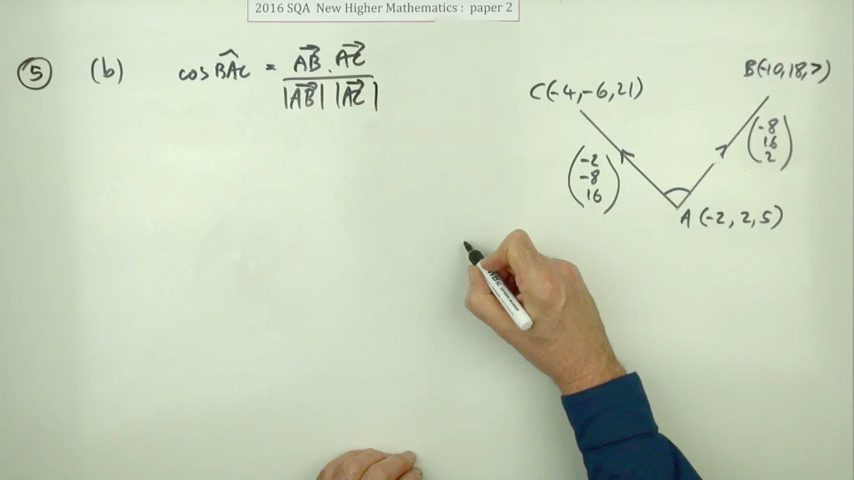 2016 SQA New Higher Mathematics : paper 2
5 (b) cos BÂC = AB⃗ . AC⃗ / |AB⃗| |AC⃗|
C(-4,-6,21)
B(-10,18,7)
(-8
16
2)
(-2
-8
16)
A (-2, 2, 5)